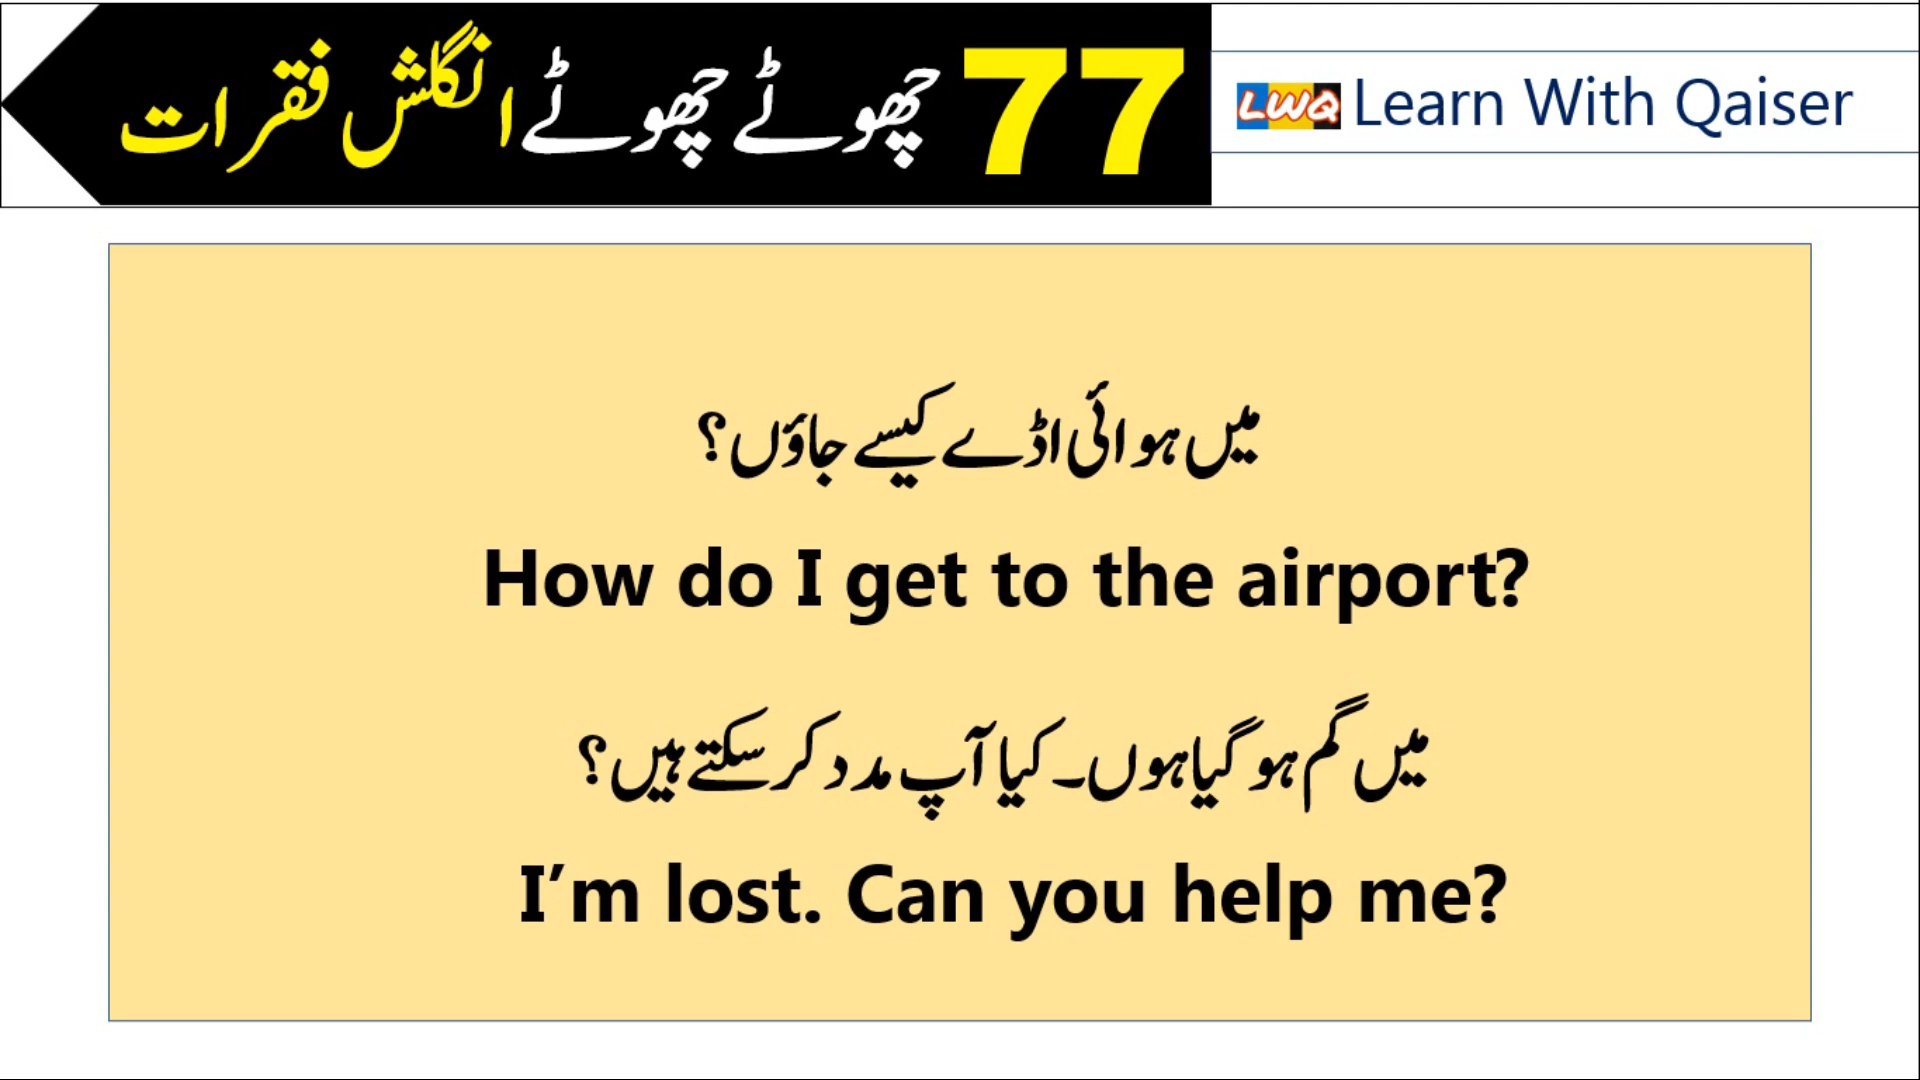 77 چھوٹے چھوٹے انگلش فقرات
LWQ Learn With Qaiser
میں ہوائی اڈے کیسے جاؤں؟
How do I get to the airport?
میں گم ہو گیا ہوں۔ کیا آپ مدد کر سکتے ہیں؟
I’m lost. Can you help me?